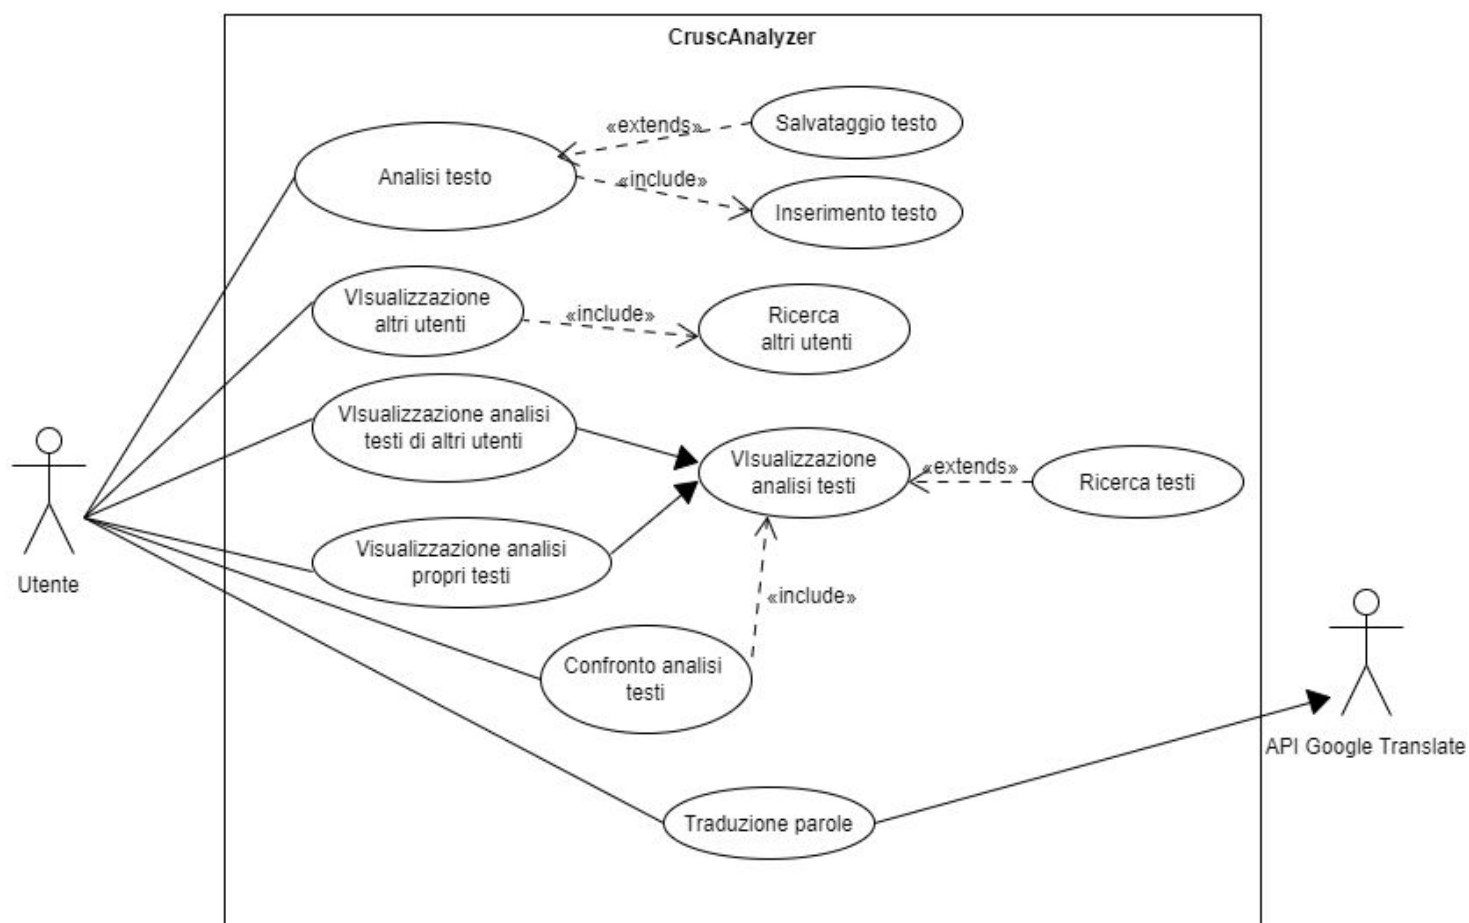 CruscAnalyzer
«extends»
Salvataggio testo
Analisi testo
«include»
Inserimento testo
VIsualizzazione
altri utenti
«include»
Ricerca
altri utenti
VIsualizzazione analisi
testi di altri utenti
VIsualizzazione
analisi testi
«extends»
Ricerca testi
Visualizzazione analisi
propri testi
Utente
«include»
Confronto analisi
testi
API Google Translate
Traduzione parole